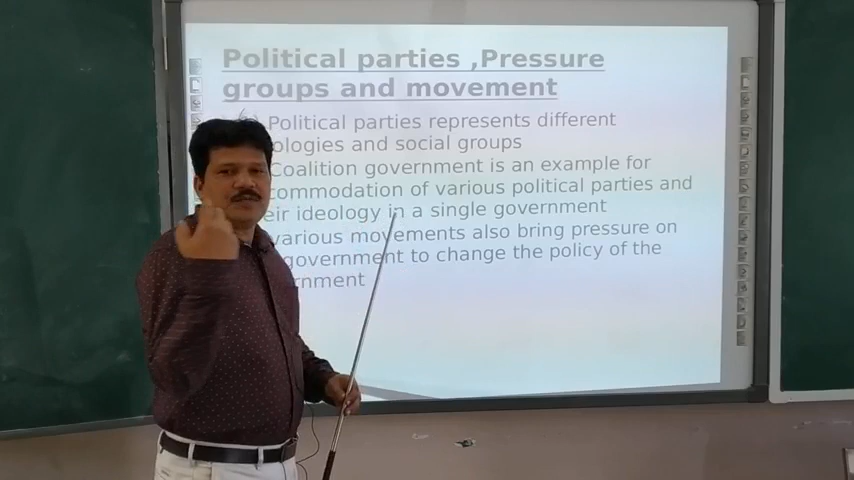 Political parties ,Pressure
groups and movement
Political parties represents different
ologies and social groups
Coalition government is an example for
commodation of various political parties and
eir ideology in a single government
various movements also bring pressure on
government to change the policy of the
rnment